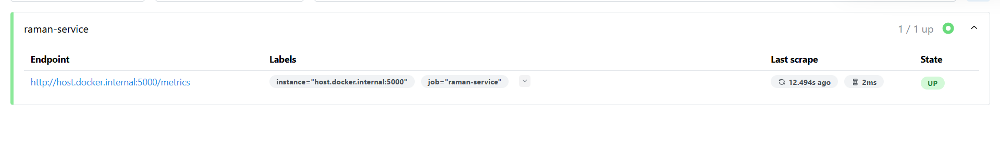 raman-service 1 / 1 up
Endpoint Labels Last scrape State
http://host.docker.internal:5000/metrics instance="host.docker.internal:5000" job="raman-service" 12.494s ago 2ms UP